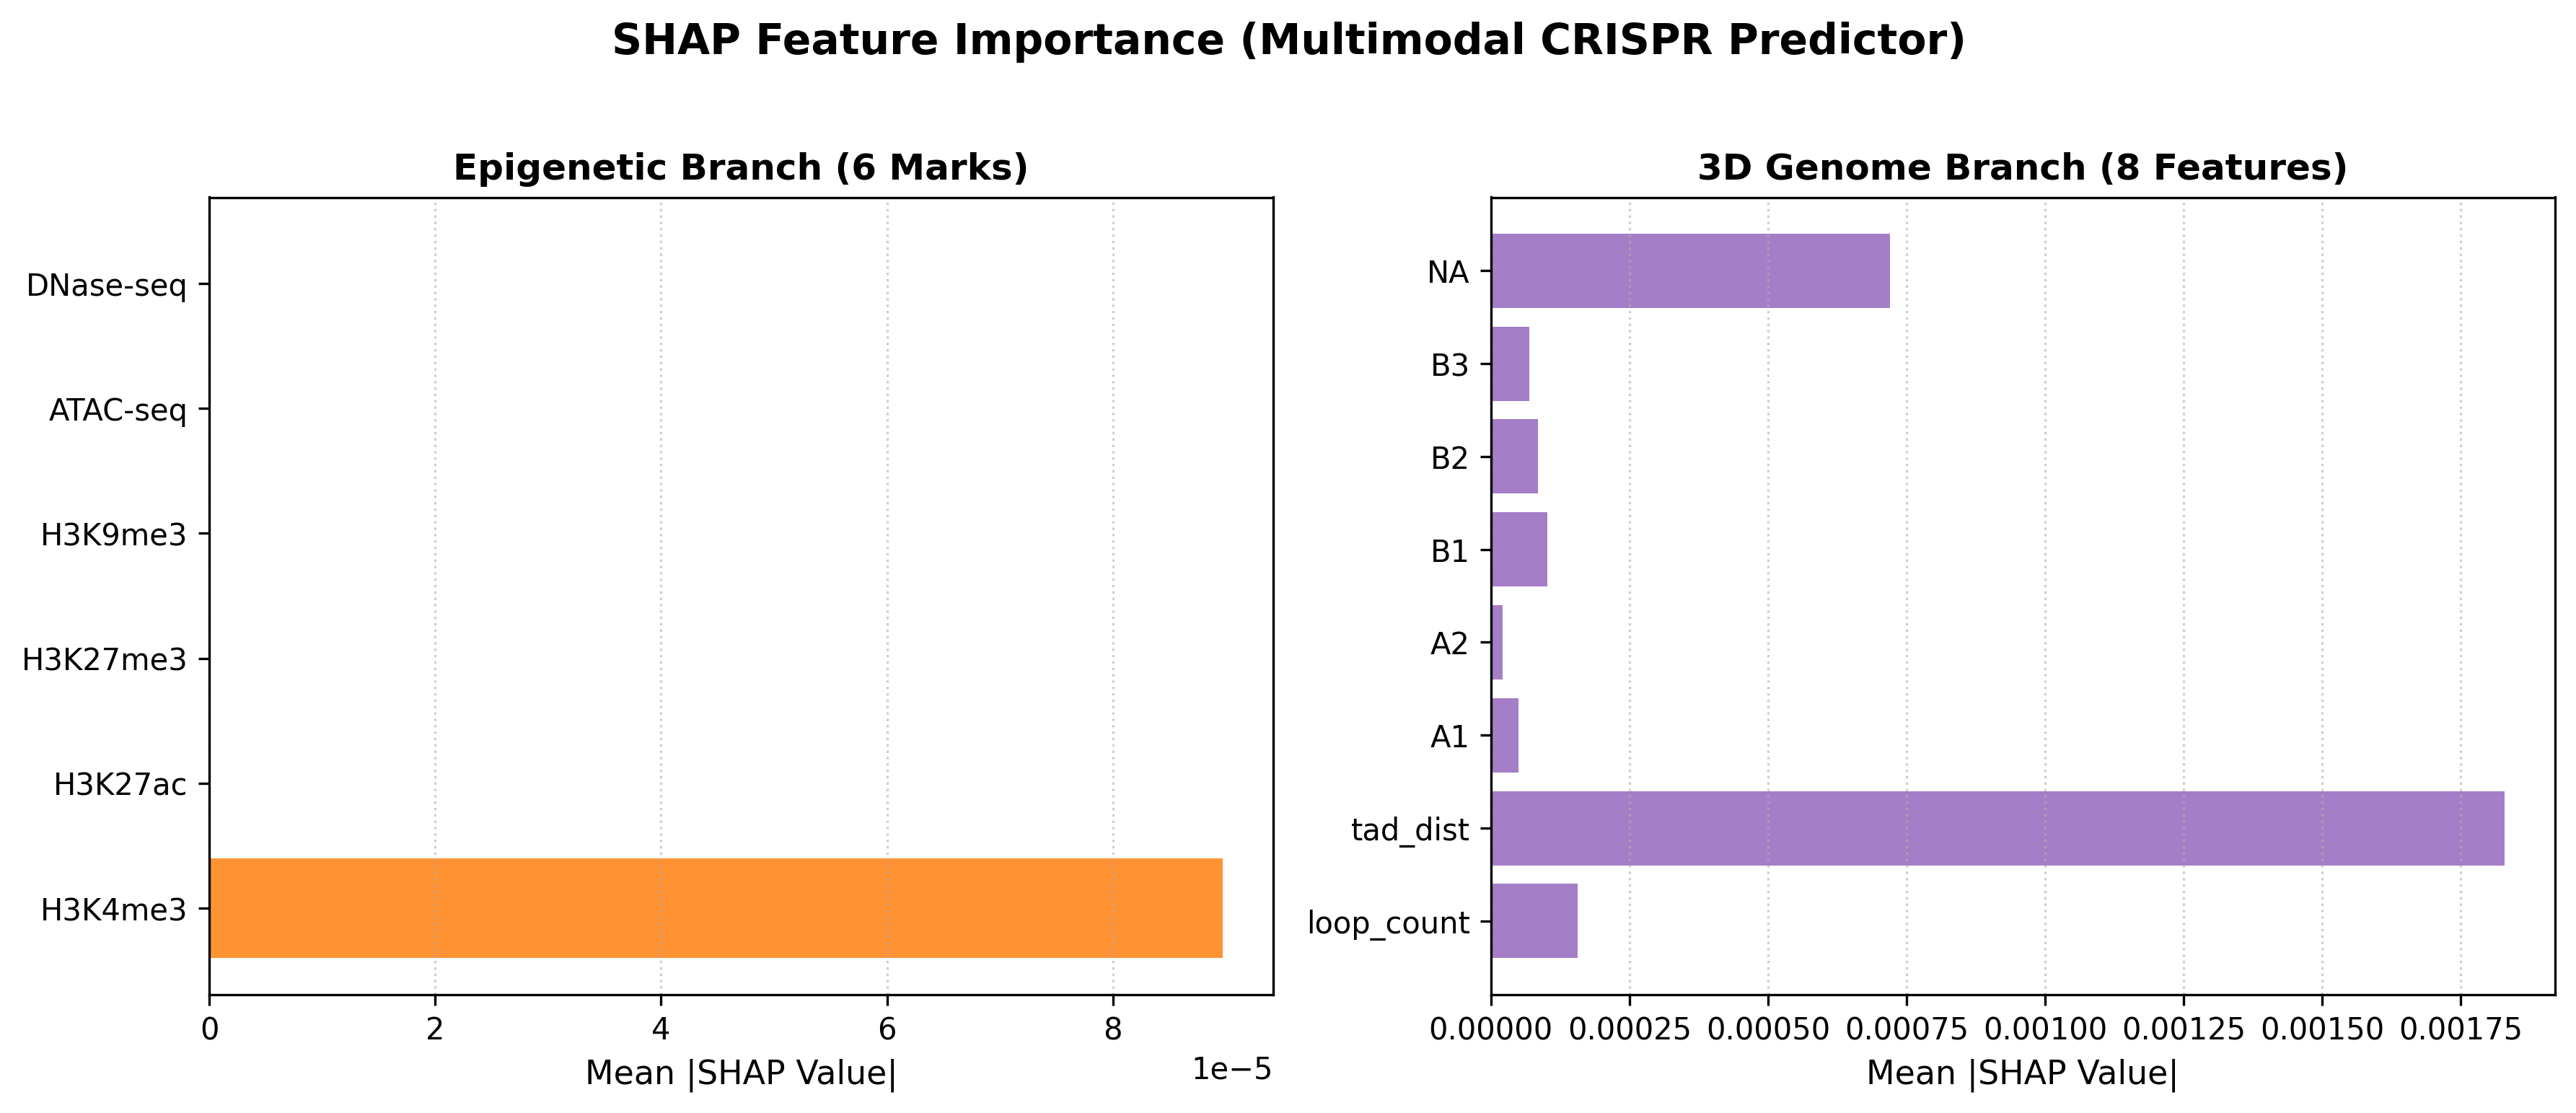 SHAP Feature Importance (Multimodal CRISPR Predictor)
Epigenetic Branch (6 Marks)
DNase-seq
ATAC-seq
H3K9me3
H3K27me3
H3K27ac
H3K4me3
0 2 4 6 8
1e−5
Mean |SHAP Value|
3D Genome Branch (8 Features)
NA
B3
B2
B1
A2
A1
tad_dist
loop_count
0.00000 0.00025 0.00050 0.00075 0.00100 0.00125 0.00150 0.00175
Mean |SHAP Value|